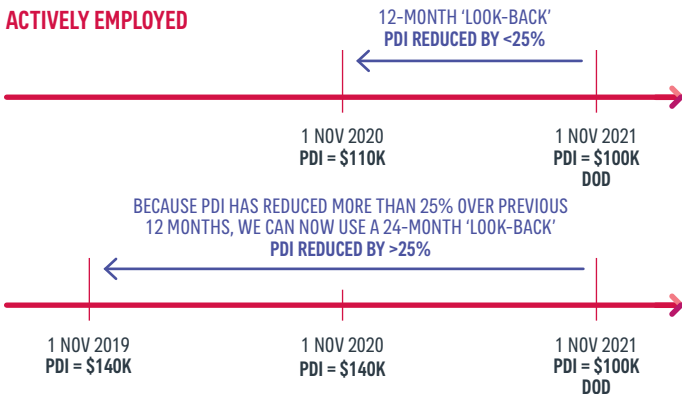 ACTIVELY EMPLOYED
12-MONTH ‘LOOK-BACK’
PDI REDUCED BY <25%
1 NOV 2020
PDI = $110K
1 NOV 2021
PDI = $100K
DOD
BECAUSE PDI HAS REDUCED MORE THAN 25% OVER PREVIOUS
12 MONTHS, WE CAN NOW USE A 24-MONTH ‘LOOK-BACK’
PDI REDUCED BY >25%
1 NOV 2019
PDI = $140K
1 NOV 2020
PDI = $140K
1 NOV 2021
PDI = $100K
DOD